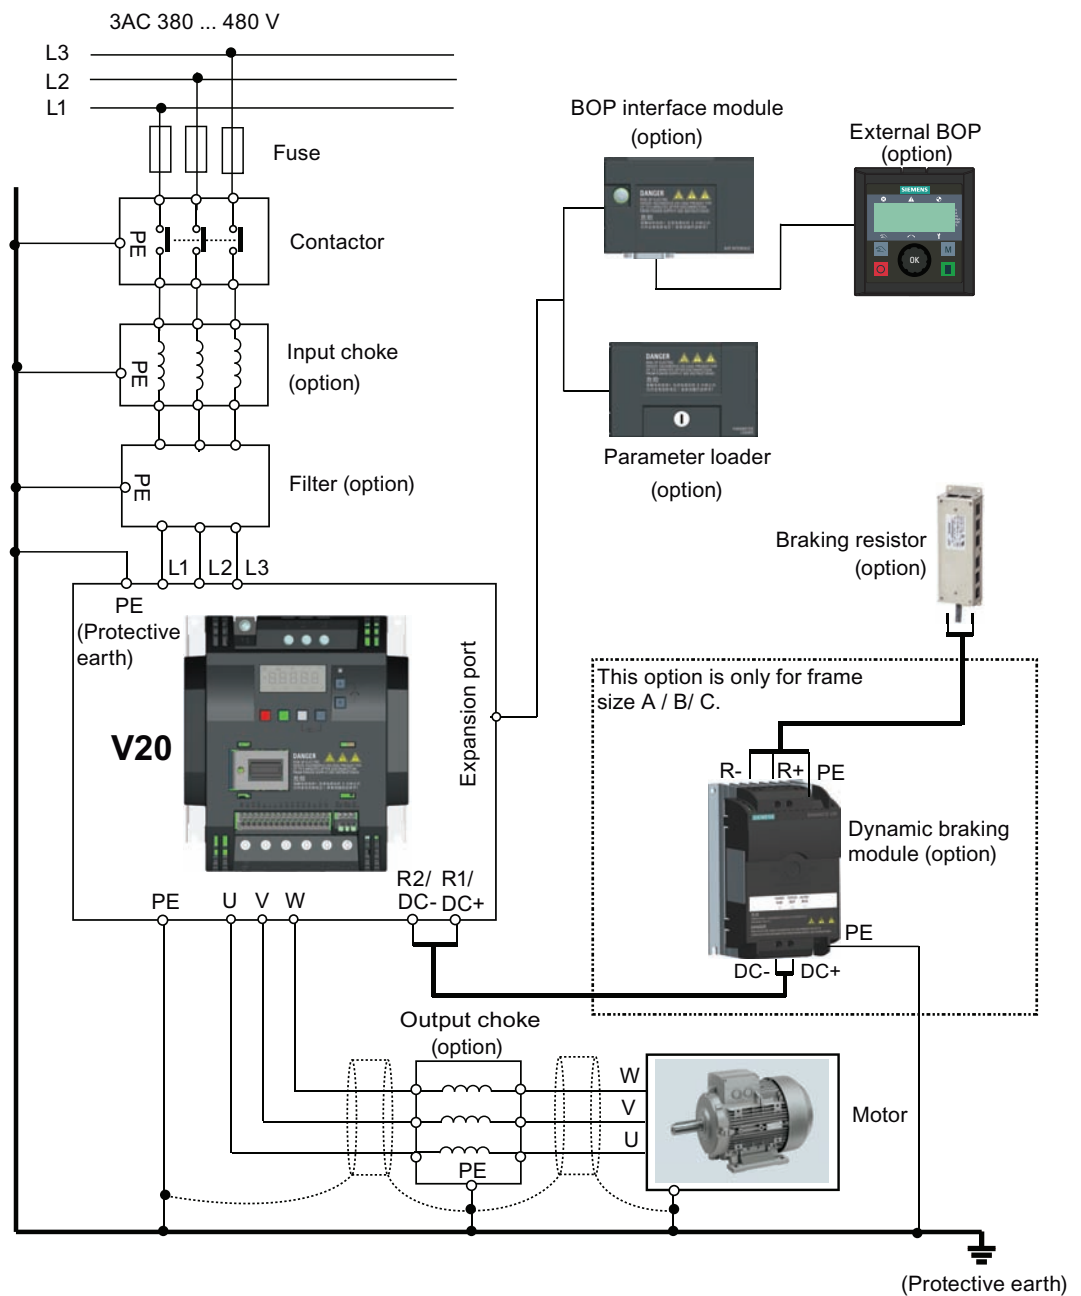 3AC 380 ... 480 V
L3
L2
L1
Fuse
PE
Contactor
PE
Input choke
(option)
PE
Filter (option)
L1
L2
L3
PE
(Protective
earth)
V20
Expansion port
DANGER
PE
U
V
W
R2/
DC-
R1/
DC+
BOP interface module
(option)
DANGER
External BOP
(option)
SIEMENS
OK
M
DANGER
Parameter loader
(option)
Braking resistor
(option)
This option is only for frame
size A / B/ C.
R-
R+
PE
SIEMENS
Dynamic braking
module (option)
PE
DC-
DC+
Output choke
(option)
PE
W
V
U
Motor
(Protective earth)